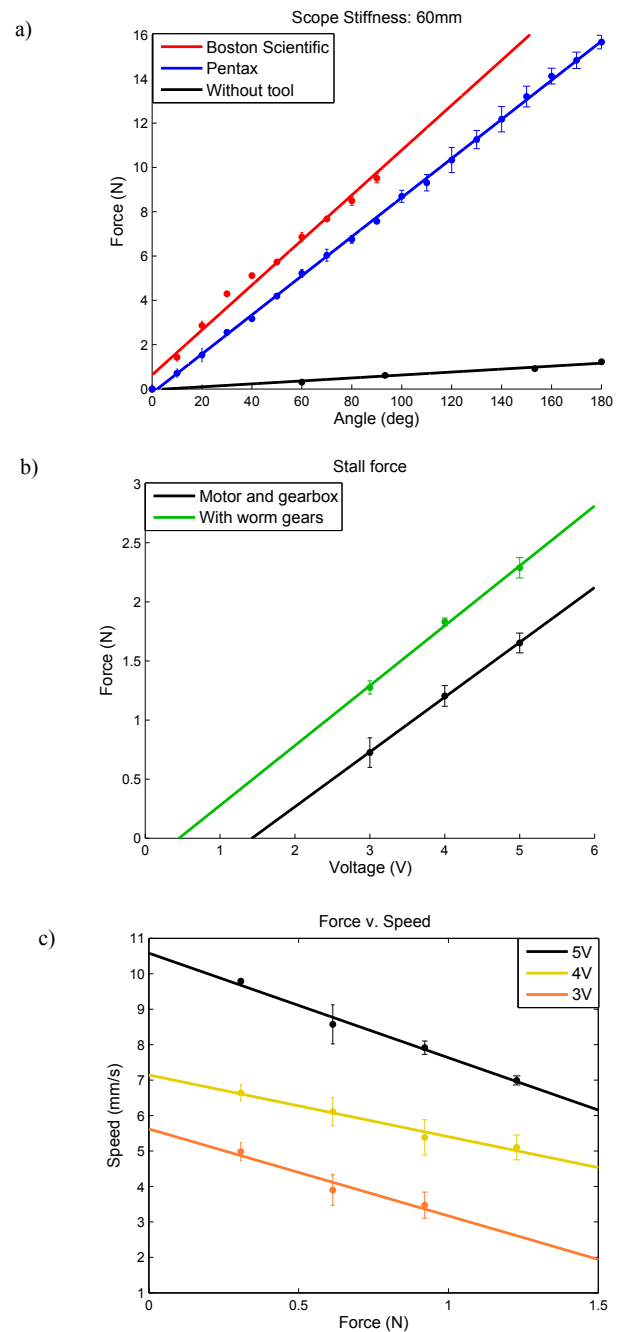 a)
Scope Stiffness: 60mm
Boston Scientific
Pentax
Without tool
16
14
12
10
8
6
4
2
0
Force (N)
0 20 40 60 80 100 120 140 160 180
Angle (deg)
b)
Stall force
Motor and gearbox
With worm gears
3
2.5
2
1.5
1
0.5
0
Force (N)
0 1 2 3 4 5 6
Voltage (V)
c)
Force v. Speed
5V
4V
3V
11
10
9
8
7
6
5
4
3
2
1
Speed (mm/s)
0 0.5 1 1.5
Force (N)